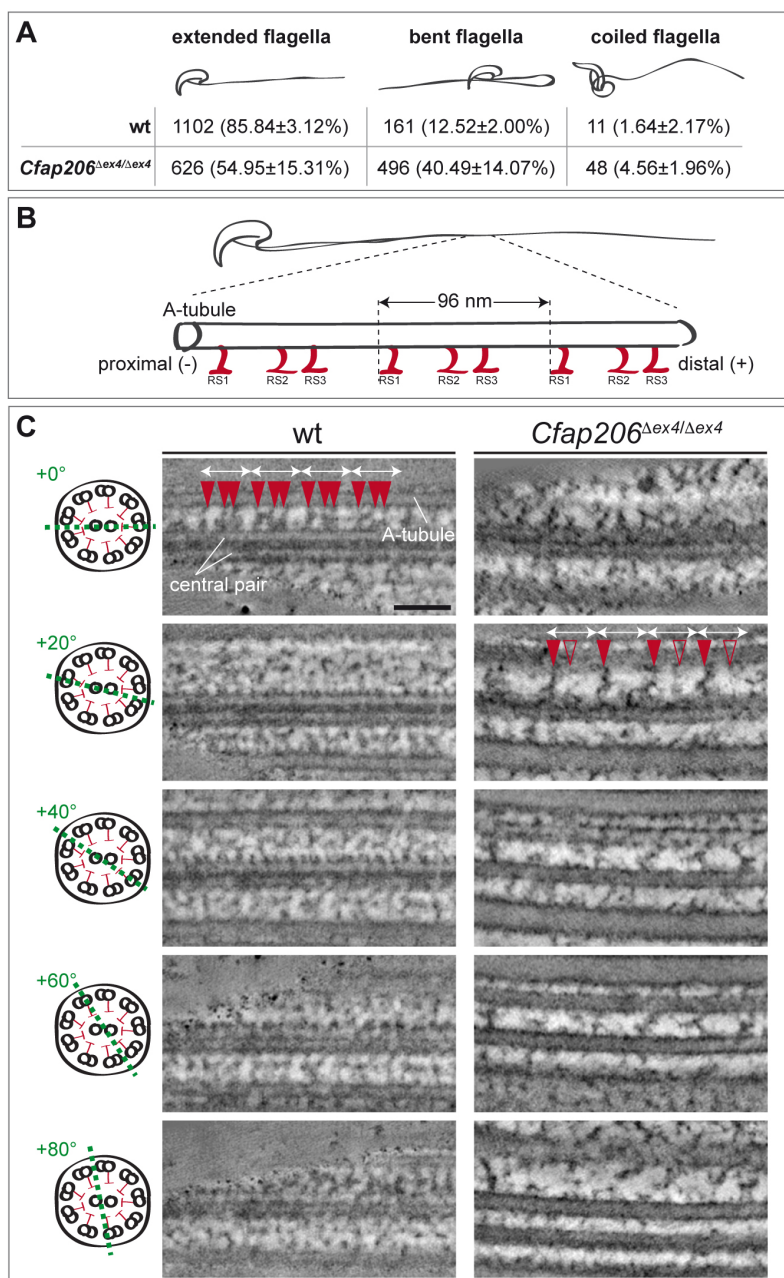 A
extended flagella bent flagella coiled flagella
wt 1102 (85.84±3.12%) 161 (12.52±2.00%) 11 (1.64±2.17%)
Cfap206Δex4/Δex4 626 (54.95±15.31%) 496 (40.49±14.07%) 48 (4.56±1.96%)
B
96 nm
A-tubule
proximal (-) distal (+)
RS1 RS2 RS3 RS1 RS2 RS3 RS1 RS2 RS3
C
wt Cfap206Δex4/Δex4
+0°
A-tubule
central pair
+20°
+40°
+60°
+80°